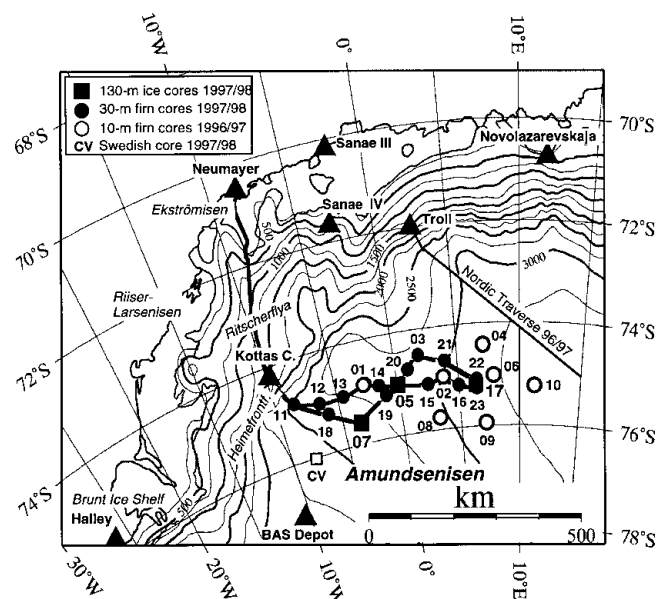 10°W
0°
10°E
130-m ice cores 1997/98
30-m firn cores 1997/98
10-m firn cores 1996/97
CV Swedish core 1997/98
68°S
70°S
Novolazarevskaja
Sanae III
Neumayer
Ekströmisen
Sanae IV
Troll
500
1000
1500
2000
2500
3000
70°S
72°S
Riiser-
Larsenisen
Ritscherflya
Nordic Traverse 96/97
74°S
Kottas C.
03
21
04
20
22
06
01
14
12
13
10
05
15
02
16
17
23
11
18
19
07
08
09
72°S
76°S
Heimefrontf.
CV
Amundsenisen
74°S
Brunt Ice Shelf
500
Halley
BAS Depot
km
0
500
78°S
30°W
20°W
10°W
0°
10°E